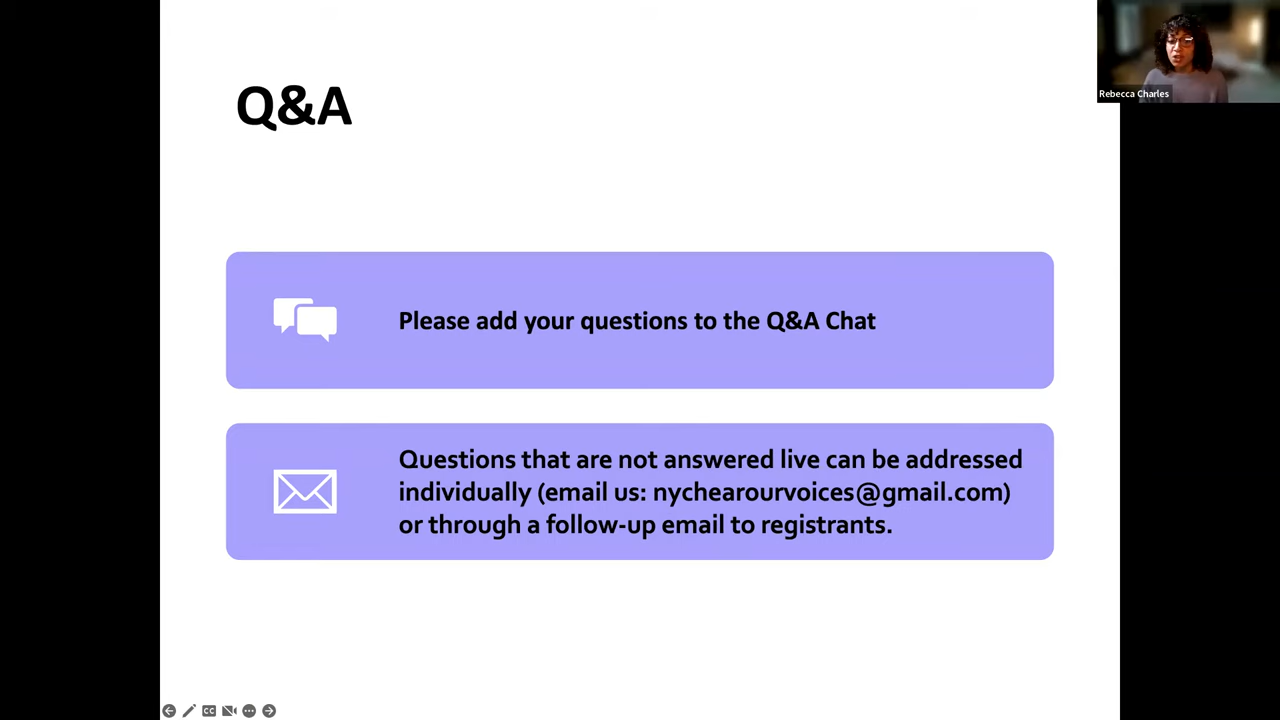 Q&A
Rebecca Charles
Please add your questions to the Q&A Chat
Questions that are not answered live can be addressed
individually (email us: nychearourvoices@gmail.com)
or through a follow-up email to registrants.
CC